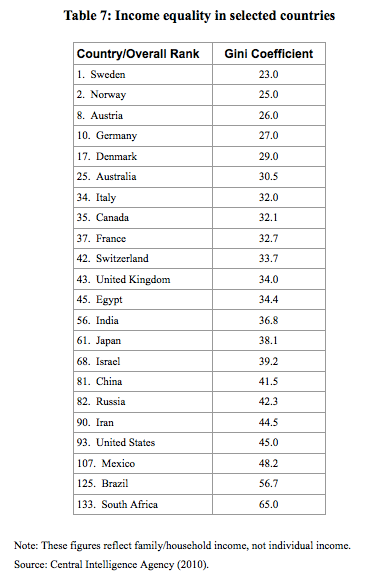 Table 7: Income equality in selected countries
Country/Overall Rank Gini Coefficient
1. Sweden 23.0
2. Norway 25.0
8. Austria 26.0
10. Germany 27.0
17. Denmark 29.0
25. Australia 30.5
34. Italy 32.0
35. Canada 32.1
37. France 32.7
42. Switzerland 33.7
43. United Kingdom 34.0
45. Egypt 34.4
56. India 36.8
61. Japan 38.1
68. Israel 39.2
81. China 41.5
82. Russia 42.3
90. Iran 44.5
93. United States 45.0
107. Mexico 48.2
125. Brazil 56.7
133. South Africa 65.0
Note: These figures reflect family/household income, not individual income.
Source: Central Intelligence Agency (2010).